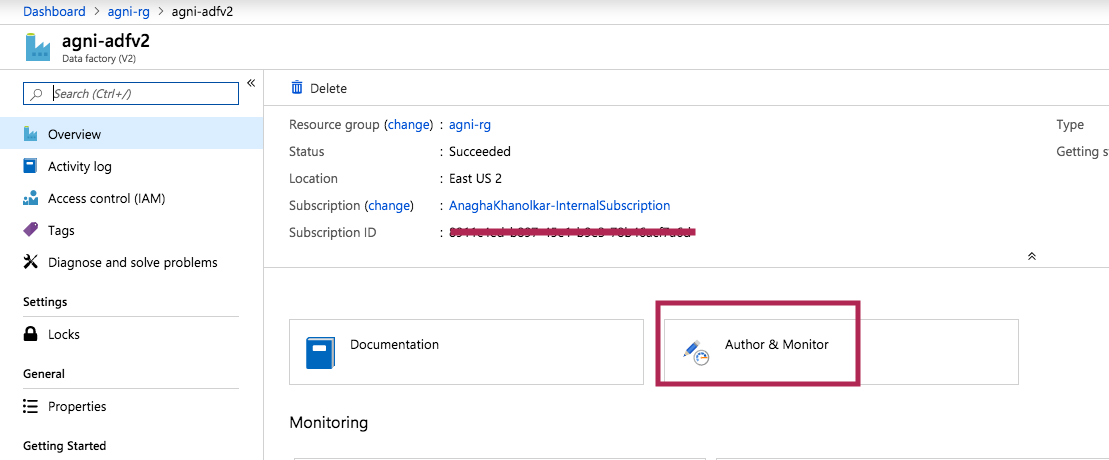 Dashboard > agni-rg > agni-adfv2
agni-adfv2
Data factory (V2)
Search (Ctrl+/)
«
Overview
Activity log
Access control (IAM)
Tags
Diagnose and solve problems
Settings
Locks
General
Properties
Getting Started
Delete
Resource group (change) : agni-rg
Status : Succeeded
Location : East US 2
Subscription (change) : AnaghaKhanolkar-InternalSubscription
Subscription ID :
Type
Getting
Documentation
Author & Monitor
Monitoring